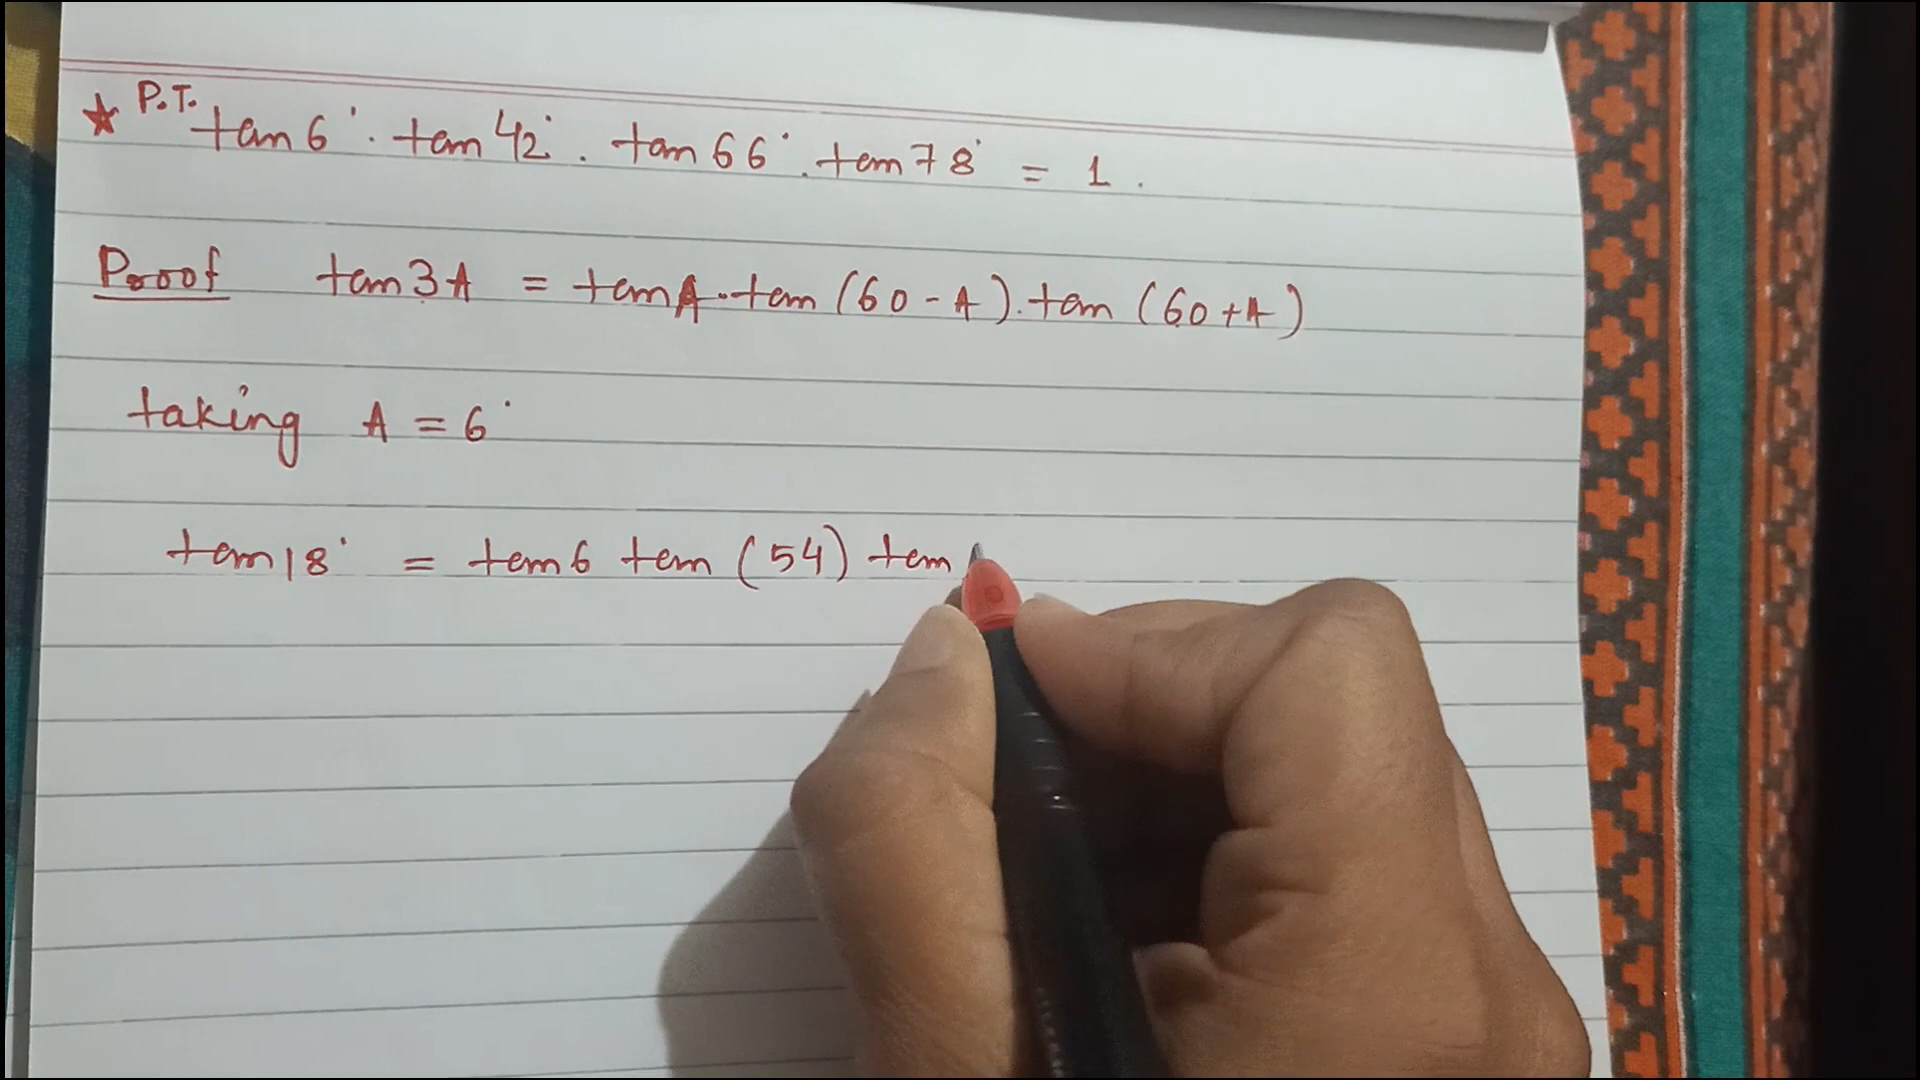 ★ P.T. tan 6° . tan 42° . tan 66° . tan 78° = 1 .
Proof tan 3A = tan A . tan (60 - A) . tan (60 + A)
taking A = 6°
tan 18° = tan 6 tan (54) tan